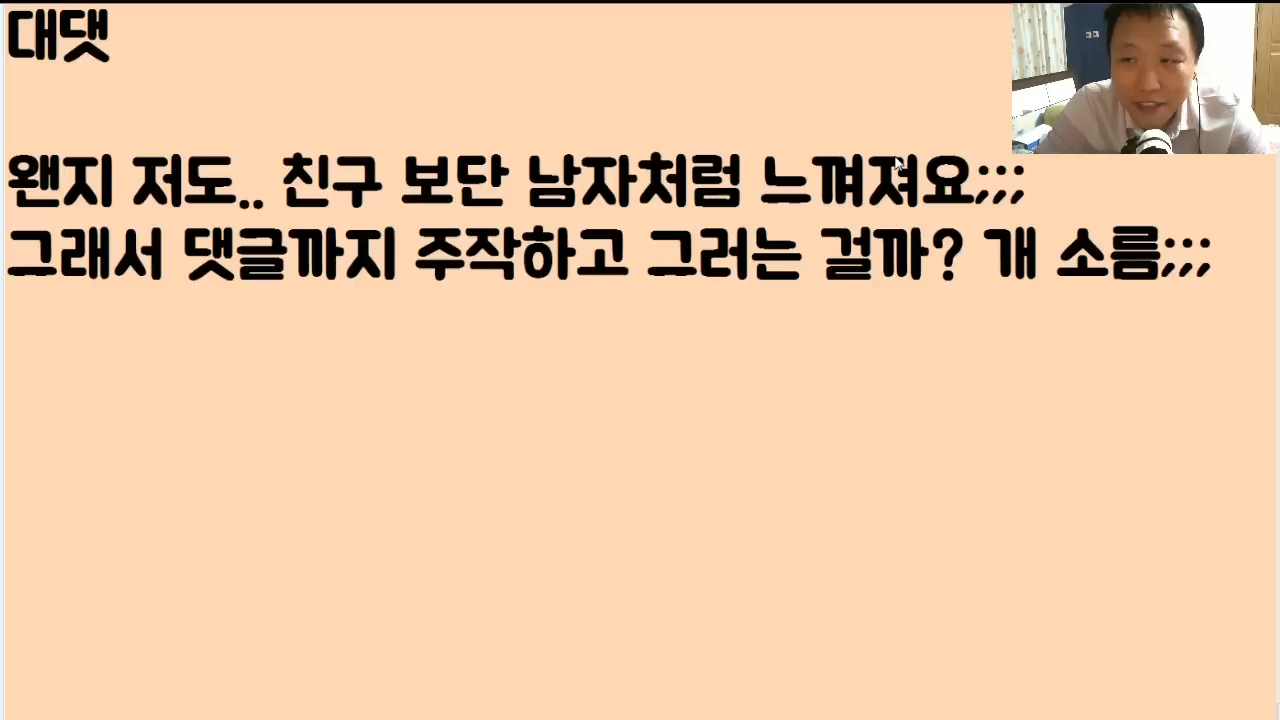 대댓
왠지 저도.. 친구 보단 남자처럼 느껴져요;;;
그래서 댓글까지 주작하고 그러는 걸까? 개 소름;;;